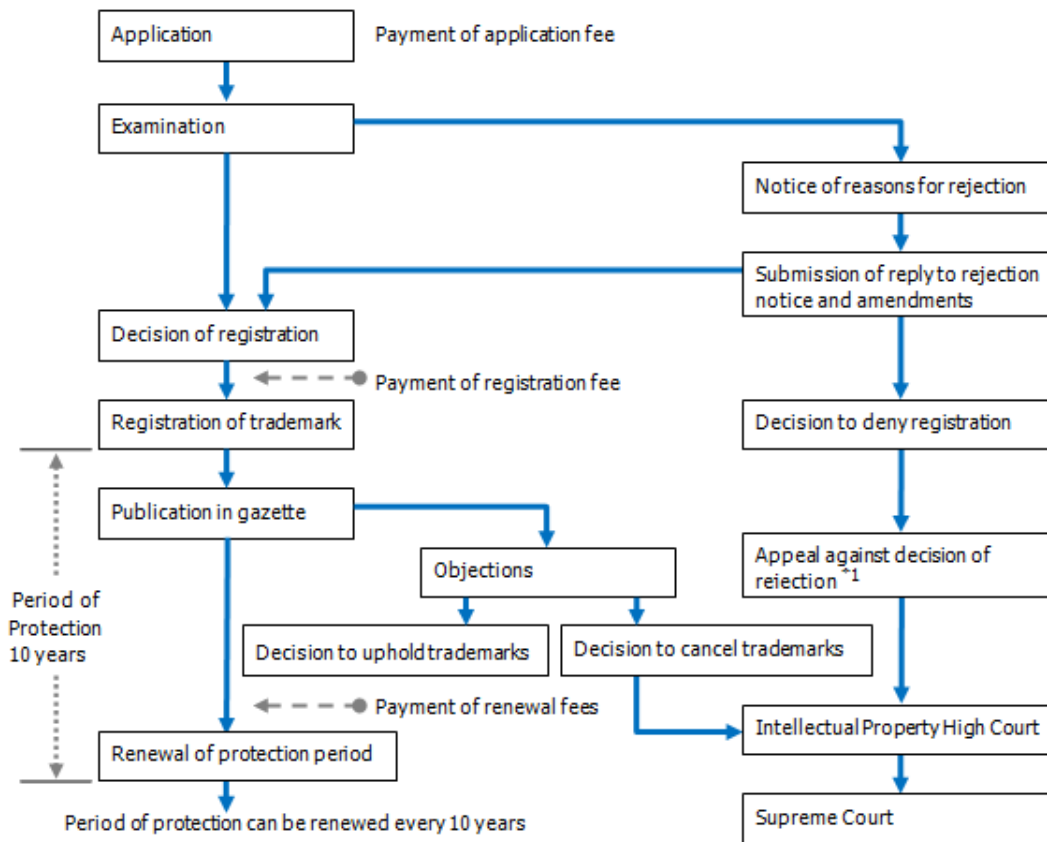 Application
Payment of application fee
Examination
Notice of reasons for rejection
Submission of reply to rejection
notice and amendments
Decision of registration
Payment of registration fee
Registration of trademark
Decision to deny registration
Publication in gazette
Objections
Appeal against decision of
rejection *1
Period of
Protection
10 years
Decision to uphold trademarks
Decision to cancel trademarks
Payment of renewal fees
Intellectual Property High Court
Renewal of protection period
Period of protection can be renewed every 10 years
Supreme Court